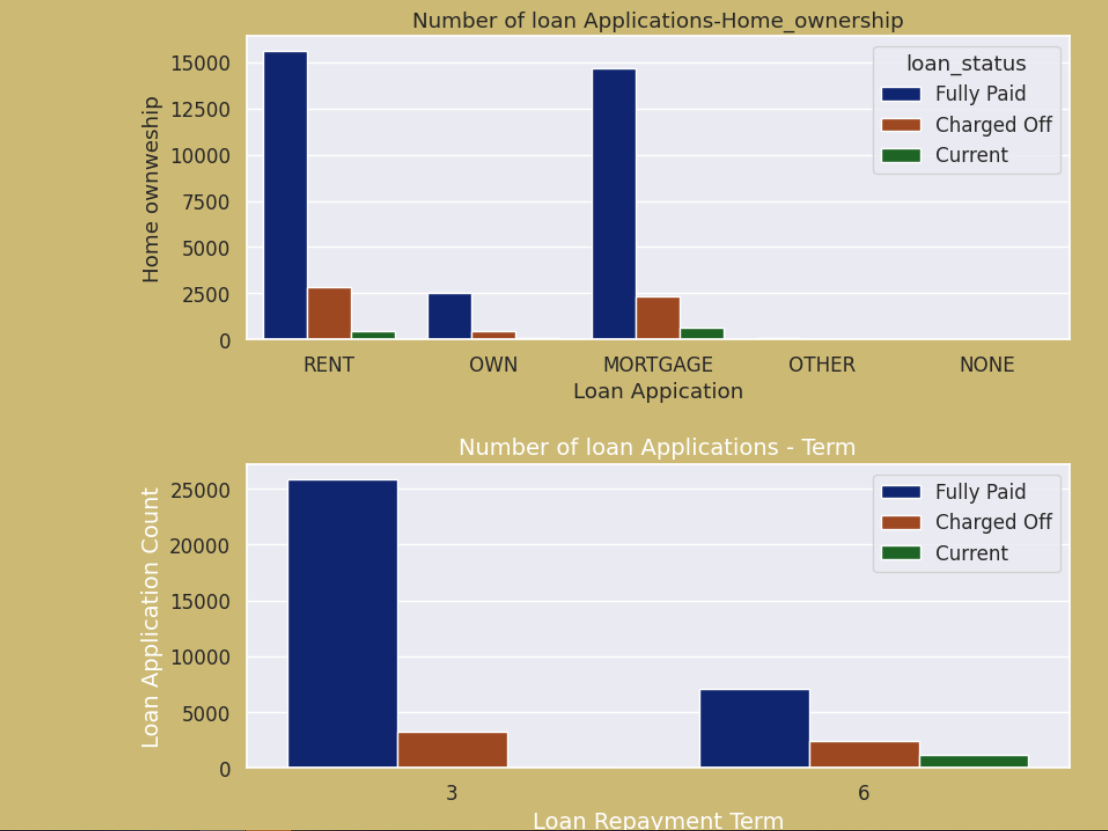 Number of loan Applications-Home_ownership
15000
12500
10000
7500
5000
2500
0
Home ownweship
loan_status
Fully Paid
Charged Off
Current
RENT OWN MORTGAGE OTHER NONE
Loan Appication
Number of loan Applications - Term
25000
20000
15000
10000
5000
0
Loan Application Count
Fully Paid
Charged Off
Current
3 6
Loan Repayment Term